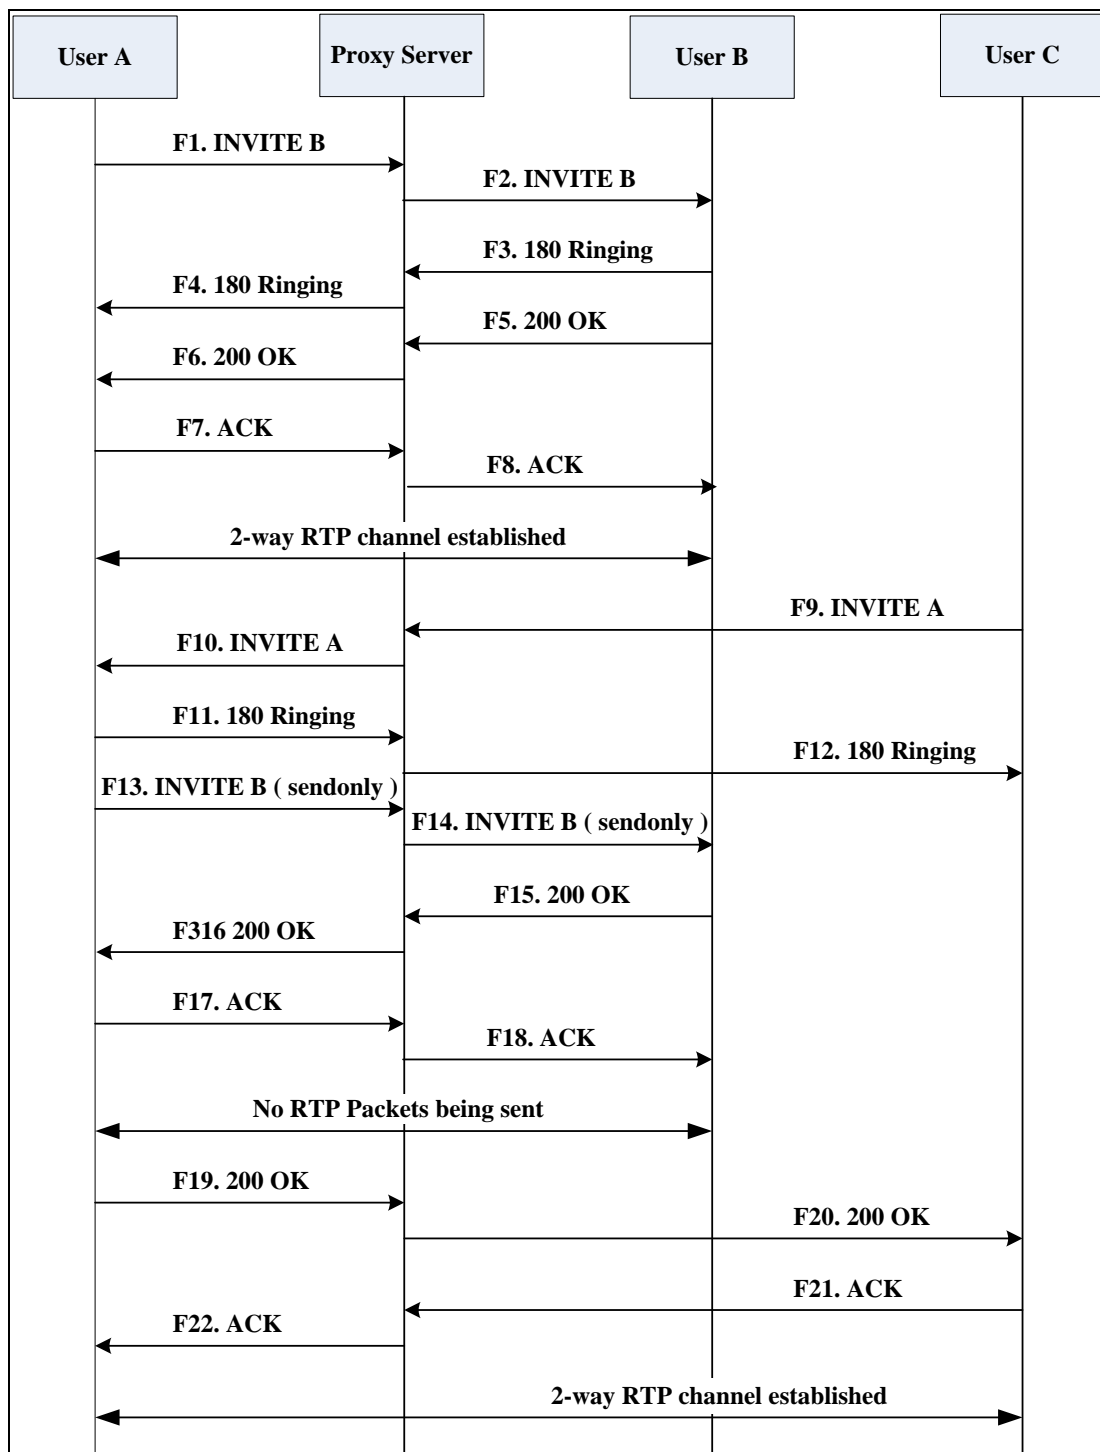 User A
Proxy Server
User B
User C
F1. INVITE B
F2. INVITE B
F3. 180 Ringing
F4. 180 Ringing
F5. 200 OK
F6. 200 OK
F7. ACK
F8. ACK
2-way RTP channel established
F9. INVITE A
F10. INVITE A
F11. 180 Ringing
F12. 180 Ringing
F13. INVITE B ( sendonly )
F14. INVITE B ( sendonly )
F15. 200 OK
F316 200 OK
F17. ACK
F18. ACK
No RTP Packets being sent
F19. 200 OK
F20. 200 OK
F21. ACK
F22. ACK
2-way RTP channel established